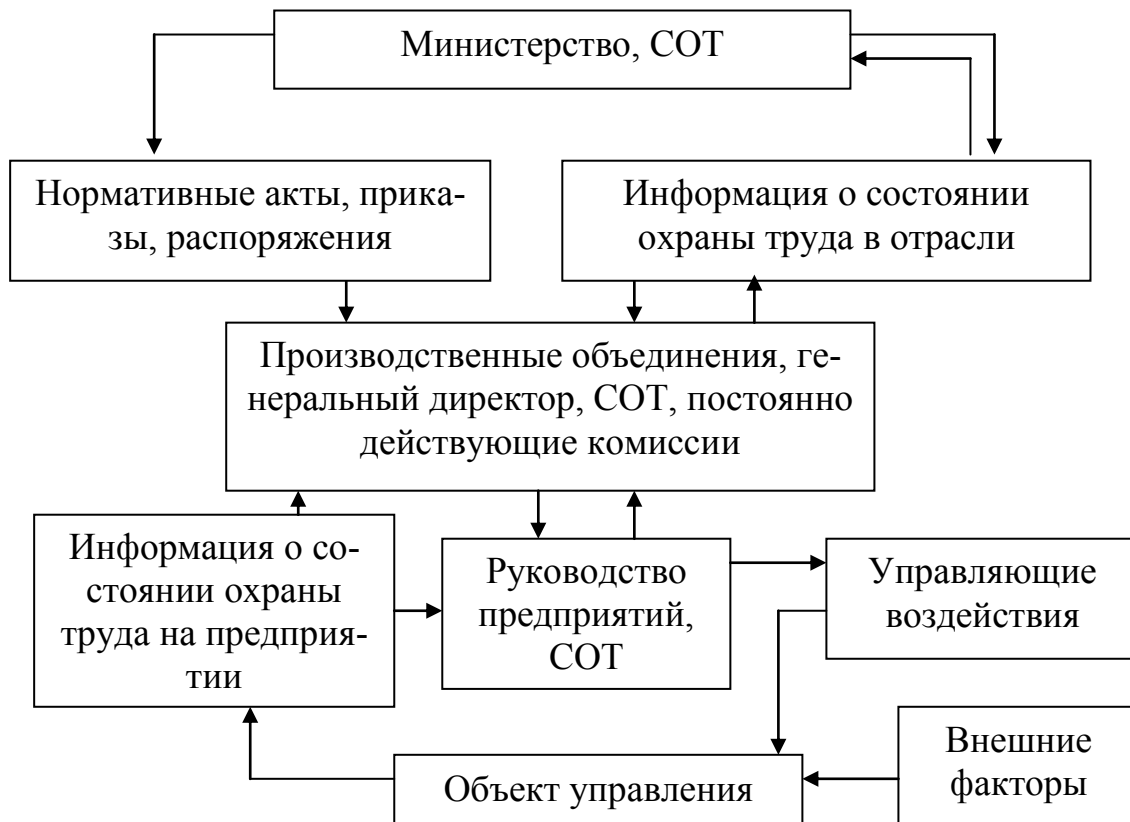 Министерство, СОТ
Нормативные акты, прика-
зы, распоряжения
Информация о состоянии
охраны труда в отрасли
Производственные объединения, ге-
неральный директор, СОТ, постоянно
действующие комиссии
Информация о со-
стоянии охраны
труда на предприя-
тии
Руководство
предприятий,
СОТ
Управляющие
воздействия
Объект управления
Внешние
факторы